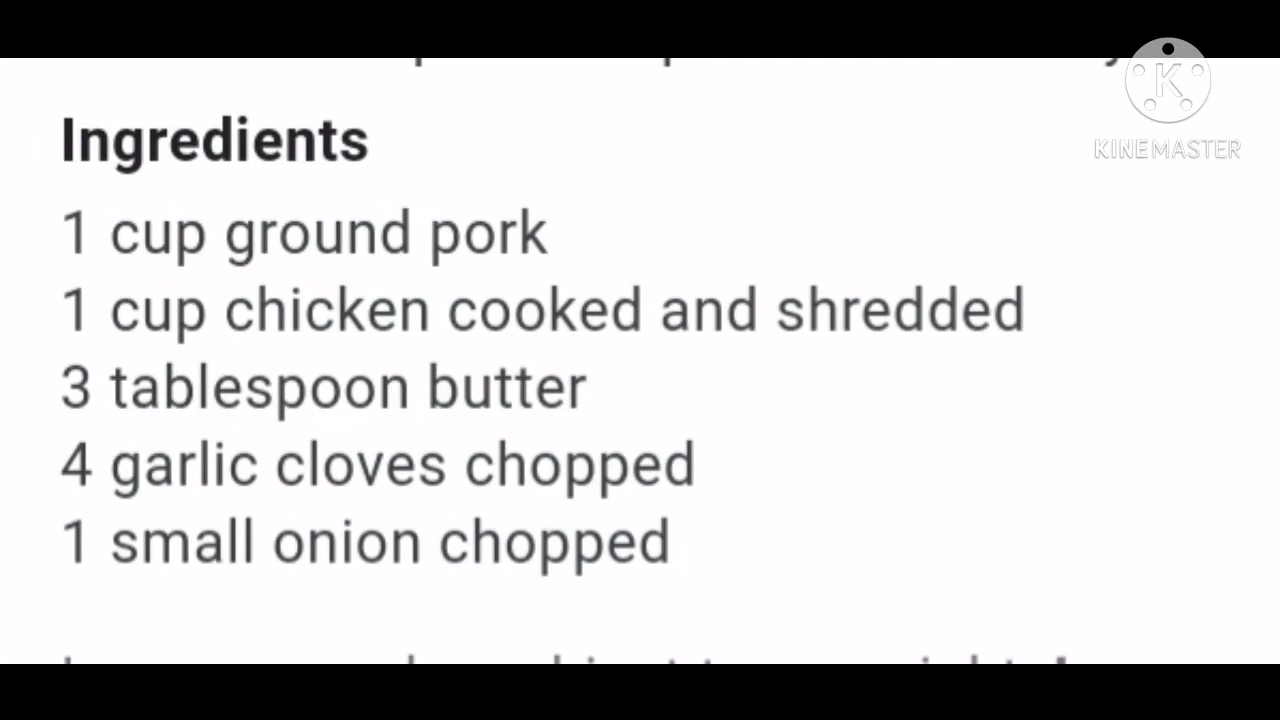 Ingredients
1 cup ground pork
1 cup chicken cooked and shredded
3 tablespoon butter
4 garlic cloves chopped
1 small onion chopped
K
KINEMASTER